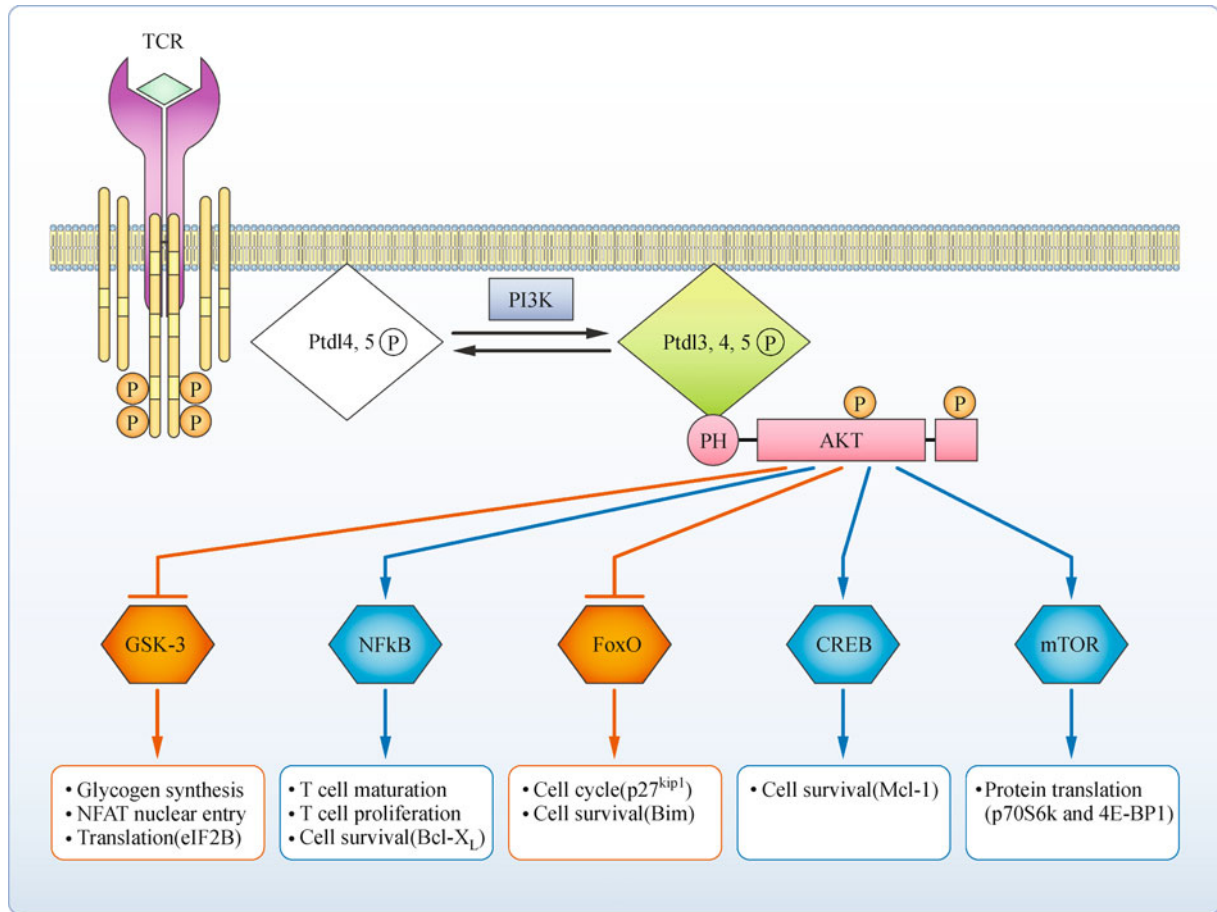 TCR
PI3K
Ptdl4, 5 P
Ptdl3, 4, 5 P
P
P
P
P
P
P
PH
AKT
GSK-3
NFkB
FoxO
CREB
mTOR
• Glycogen synthesis
• NFAT nuclear entry
• Translation(eIF2B)
• T cell maturation
• T cell proliferation
• Cell survival(Bcl-XL)
• Cell cycle(p27kip1)
• Cell survival(Bim)
• Cell survival(Mcl-1)
• Protein translation
(p70S6k and 4E-BP1)